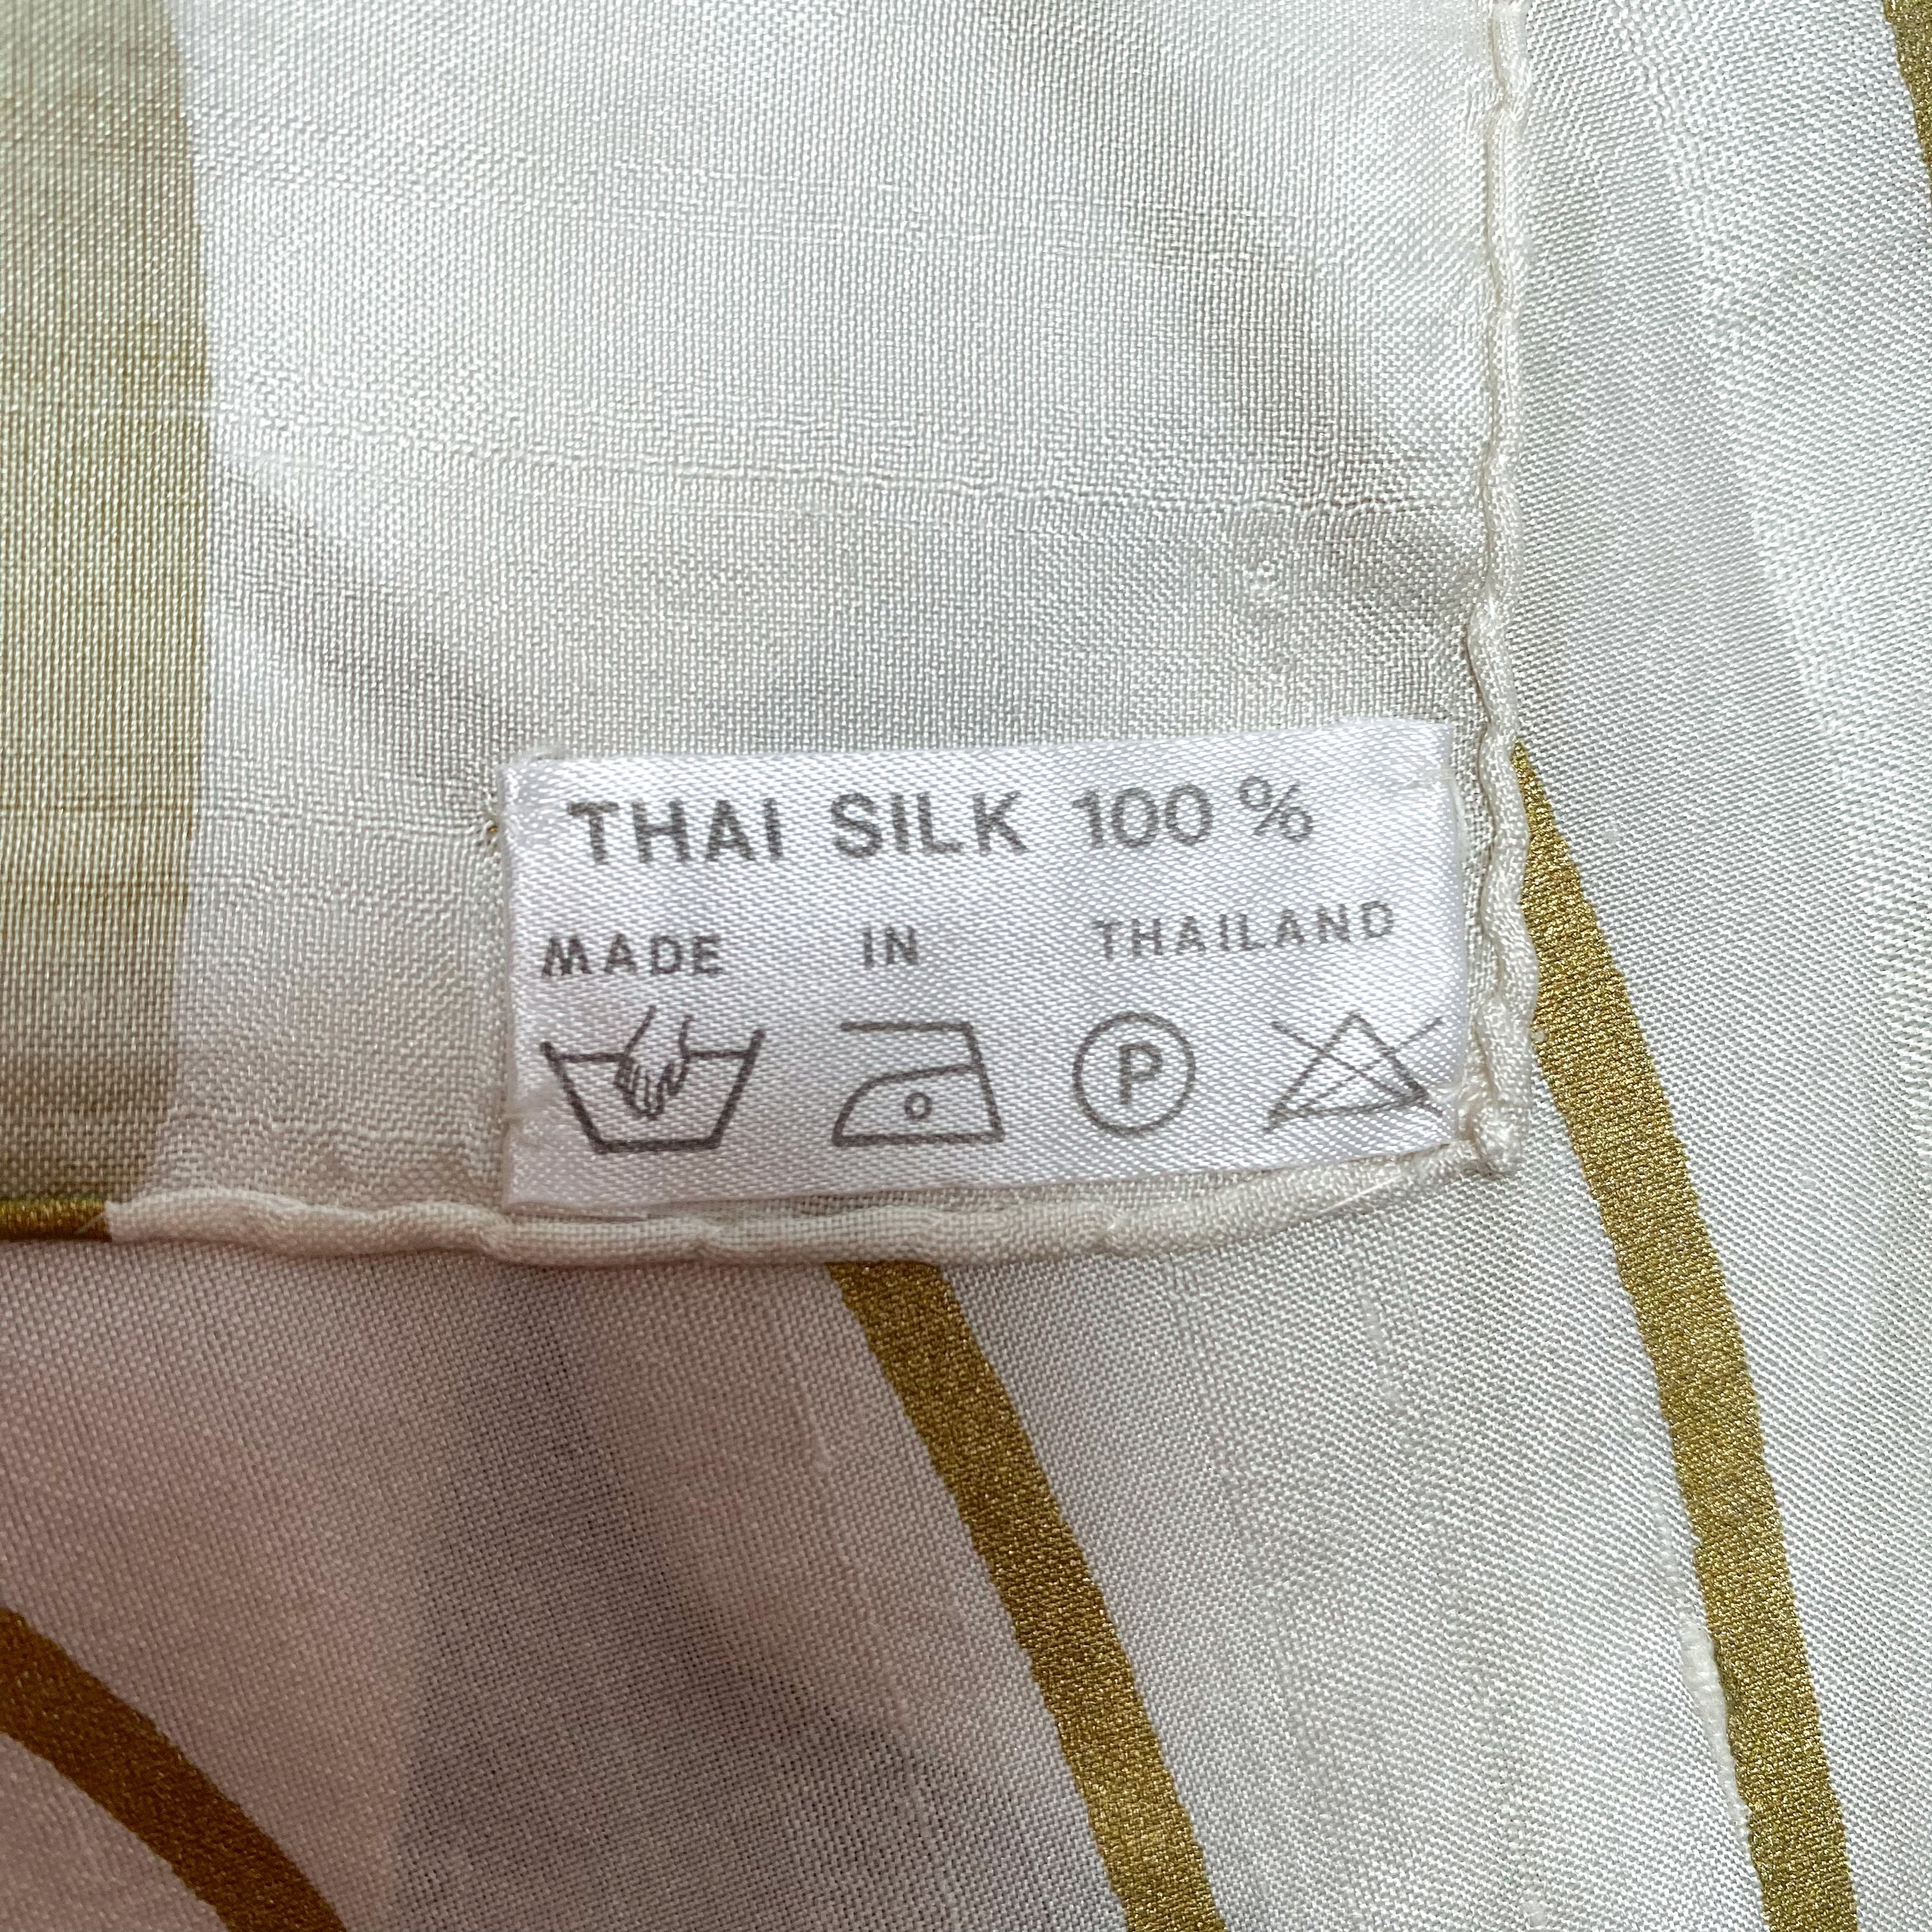 THAI SILK 100 %
MADE IN THAILAND
P